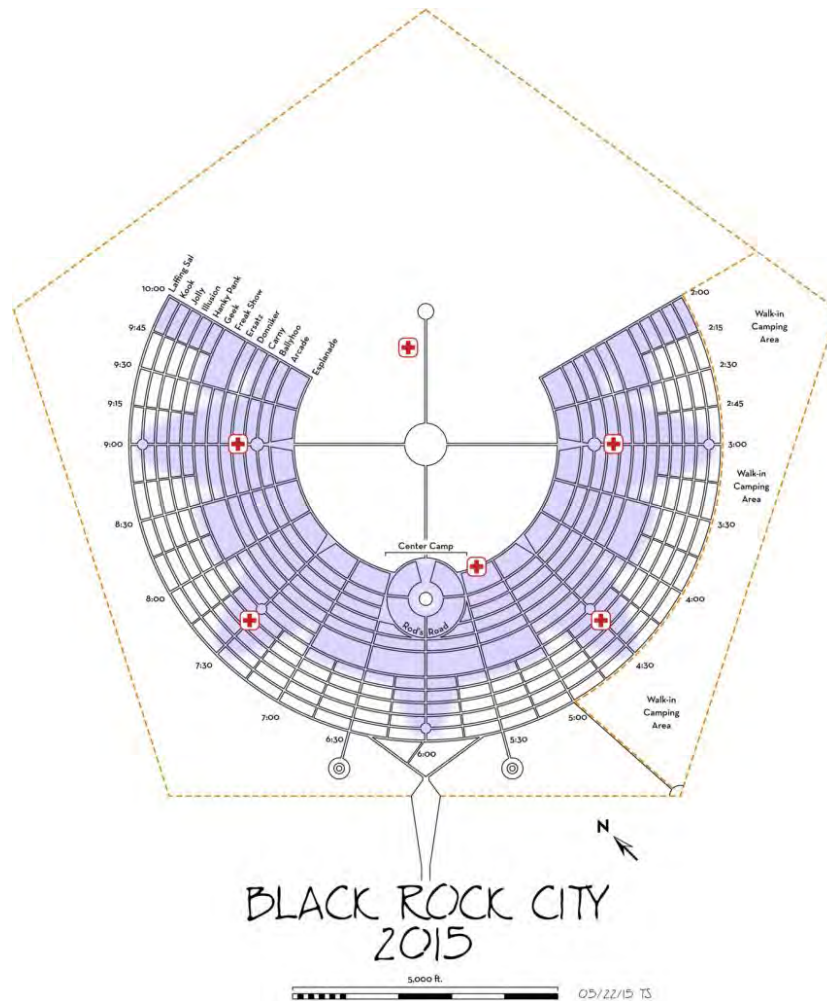 Laffing Sal
Kook
Jolly
Illusion
Hanky Pank
Geek
Freak Show
Ersatz
Donniker
Carny
Ballyhoo
Arcade
Esplanade
10:00
9:45
9:30
9:15
9:00
8:30
8:00
7:30
7:00
6:30
6:00
5:30
5:00
4:30
4:00
3:30
3:00
2:45
2:30
2:15
2:00
Walk-in
Camping
Area
Walk-in
Camping
Area
Walk-in
Camping
Area
Center Camp
Rod's Road
N
BLACK ROCK CITY
2015
5,000 ft.
05/22/15 TS